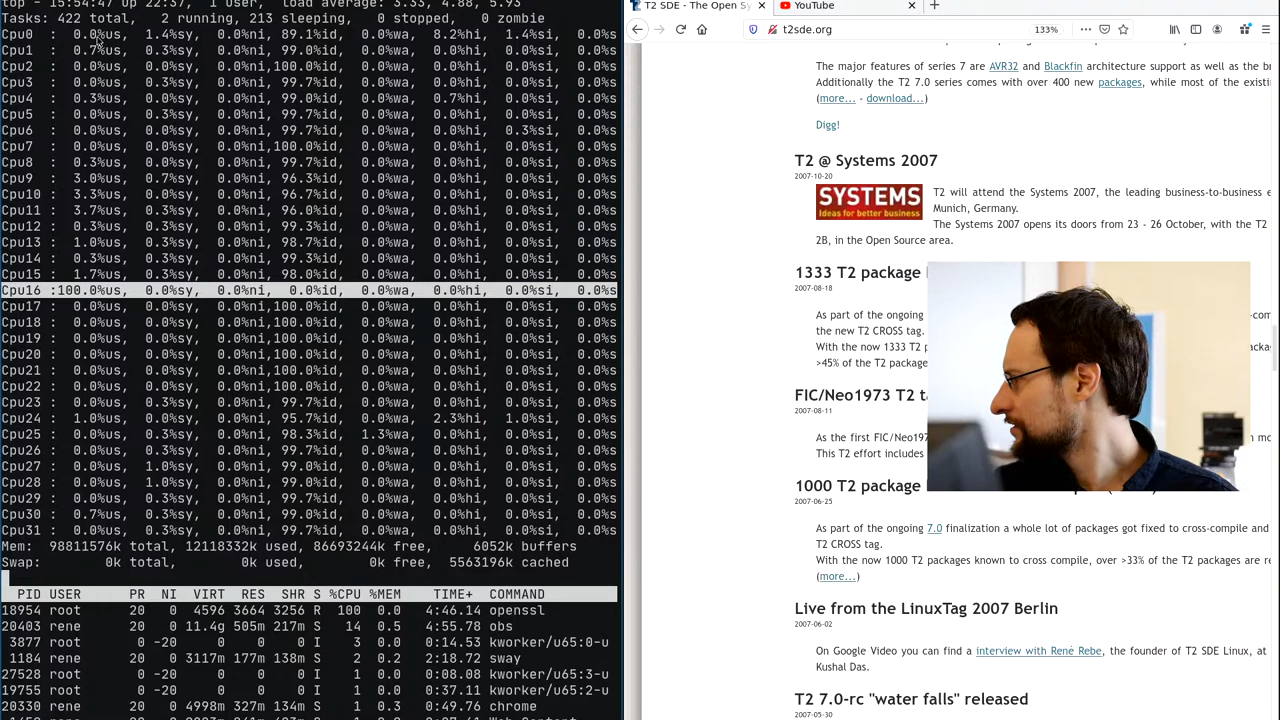 top - 15:54:47 up 22:37, 1 user, load average: 3.33, 4.88, 5.93
Tasks: 422 total, 2 running, 213 sleeping, 0 stopped, 0 zombie
Cpu0 : 1.0%us, 1.4%sy, 0.0%ni, 89.1%id, 0.0%wa, 8.2%hi, 1.4%si, 0.0%s
Cpu1 : 0.7%us, 0.3%sy, 0.0%ni, 99.0%id, 0.0%wa, 0.0%hi, 0.0%si, 0.0%s
Cpu2 : 0.0%us, 0.0%sy, 0.0%ni,100.0%id, 0.0%wa, 0.0%hi, 0.0%si, 0.0%s
Cpu3 : 0.7%us, 0.3%sy, 0.0%ni, 99.0%id, 0.0%wa, 0.0%hi, 0.0%si, 0.0%s
Cpu4 : 0.3%us, 0.0%sy, 0.0%ni, 99.0%id, 0.0%wa, 0.7%hi, 0.0%si, 0.0%s
Cpu5 : 0.0%us, 0.3%sy, 0.0%ni, 99.7%id, 0.0%wa, 0.0%hi, 0.0%si, 0.0%s
Cpu6 : 0.0%us, 0.0%sy, 0.0%ni, 99.7%id, 0.0%wa, 0.0%hi, 0.3%si, 0.0%s
Cpu7 : 0.0%us, 0.0%sy, 0.0%ni,100.0%id, 0.0%wa, 0.0%hi, 0.0%si, 0.0%s
Cpu8 : 0.3%us, 0.0%sy, 0.0%ni, 99.7%id, 0.0%wa, 0.0%hi, 0.0%si, 0.0%s
Cpu9 : 3.0%us, 0.7%sy, 0.0%ni, 96.3%id, 0.0%wa, 0.0%hi, 0.0%si, 0.0%s
Cpu10 : 3.3%us, 0.0%sy, 0.0%ni, 96.7%id, 0.0%wa, 0.0%hi, 0.0%si, 0.0%s
Cpu11 : 3.7%us, 0.3%sy, 0.0%ni, 96.0%id, 0.0%wa, 0.0%hi, 0.0%si, 0.0%s
Cpu12 : 0.3%us, 0.3%sy, 0.0%ni, 99.3%id, 0.0%wa, 0.0%hi, 0.0%si, 0.0%s
Cpu13 : 1.0%us, 0.3%sy, 0.0%ni, 98.7%id, 0.0%wa, 0.0%hi, 0.0%si, 0.0%s
Cpu14 : 0.3%us, 0.3%sy, 0.0%ni, 99.3%id, 0.0%wa, 0.0%hi, 0.0%si, 0.0%s
Cpu15 : 1.7%us, 0.3%sy, 0.0%ni, 98.0%id, 0.0%wa, 0.0%hi, 0.0%si, 0.0%s
Cpu16 :100.0%us, 0.0%sy, 0.0%ni, 0.0%id, 0.0%wa, 0.0%hi, 0.0%si, 0.0%s
Cpu17 : 0.0%us, 0.0%sy, 0.0%ni,100.0%id, 0.0%wa, 0.0%hi, 0.0%si, 0.0%s
Cpu18 : 0.0%us, 0.0%sy, 0.0%ni,100.0%id, 0.0%wa, 0.0%hi, 0.0%si, 0.0%s
Cpu19 : 0.0%us, 0.0%sy, 0.0%ni,100.0%id, 0.0%wa, 0.0%hi, 0.0%si, 0.0%s
Cpu20 : 0.0%us, 0.0%sy, 0.0%ni,100.0%id, 0.0%wa, 0.0%hi, 0.0%si, 0.0%s
Cpu21 : 0.0%us, 0.0%sy, 0.0%ni,100.0%id, 0.0%wa, 0.0%hi, 0.0%si, 0.0%s
Cpu22 : 0.0%us, 0.0%sy, 0.0%ni,100.0%id, 0.0%wa, 0.0%hi, 0.0%si, 0.0%s
Cpu23 : 0.0%us, 0.3%sy, 0.0%ni, 99.7%id, 0.0%wa, 0.0%hi, 0.0%si, 0.0%s
Cpu24 : 1.0%us, 0.0%sy, 0.0%ni, 95.7%id, 0.0%wa, 2.3%hi, 1.0%si, 0.0%s
Cpu25 : 0.0%us, 0.3%sy, 0.0%ni, 98.3%id, 1.3%wa, 0.0%hi, 0.0%si, 0.0%s
Cpu26 : 0.0%us, 0.3%sy, 0.0%ni, 99.7%id, 0.0%wa, 0.0%hi, 0.0%si, 0.0%s
Cpu27 : 1.0%us, 0.0%sy, 0.0%ni, 99.0%id, 0.0%wa, 0.0%hi, 0.0%si, 0.0%s
Cpu28 : 0.0%us, 1.0%sy, 0.0%ni, 99.0%id, 0.0%wa, 0.0%hi, 0.0%si, 0.0%s
Cpu29 : 0.0%us, 0.3%sy, 0.0%ni, 99.7%id, 0.0%wa, 0.0%hi, 0.0%si, 0.0%s
Cpu30 : 0.7%us, 0.3%sy, 0.0%ni, 99.0%id, 0.0%wa, 0.0%hi, 0.0%si, 0.0%s
Cpu31 : 0.0%us, 0.3%sy, 0.0%ni, 99.7%id, 0.0%wa, 0.0%hi, 0.0%si, 0.0%s
Mem: 98811576k total, 12118332k used, 86693244k free, 6052k buffers
Swap: 0k total, 0k used, 0k free, 5563196k cached
PID USER PR NI VIRT RES SHR S %CPU %MEM TIME+ COMMAND
18954 root 20 0 4596 3664 3256 R 100 0.0 4:46.14 openssl
20403 rene 20 0 11.4g 505m 217m S 14 0.5 4:55.78 obs
3877 root 0 -20 0 0 0 I 3 0.0 0:14.53 kworker/u65:0-u
1184 rene 20 0 3117m 177m 138m S 2 0.2 2:18.72 sway
27528 root 0 -20 0 0 0 I 1 0.0 0:08.08 kworker/u65:3-u
19755 root 0 -20 0 0 0 I 1 0.0 0:37.11 kworker/u65:2-u
20330 rene 20 0 4998m 327m 134m S 1 0.3 0:49.76 chrome
T2 SDE - The Open Sy
YouTube
t2sde.org
133%
The major features of series 7 are AVR32 and Blackfin architecture support as well as the br
Additionally the T2 7.0 series comes with over 400 new packages, while most of the existin
(more... - download...)
Digg!
T2 @ Systems 2007
2007-10-20
SYSTEMS
Ideas for better business
T2 will attend the Systems 2007, the leading business-to-business e
Munich, Germany.
The Systems 2007 opens its doors from 23 - 26 October, with the T2
2B, in the Open Source area.
1333 T2 package
2007-08-18
As part of the ongoing
the new T2 CROSS tag.
With the now 1333 T2 p
>45% of the T2 package
FIC/Neo1973 T2 t
2007-08-11
As the first FIC/Neo197
This T2 effort includes
1000 T2 package
2007-06-25
As part of the ongoing 7.0 finalization a whole lot of packages got fixed to cross-compile and
T2 CROSS tag.
With the now 1000 T2 packages known to cross compile, over >33% of the T2 packages are re
(more...)
Live from the LinuxTag 2007 Berlin
2007-06-02
On Google Video you can find a interview with René Rebe, the founder of T2 SDE Linux, at
Kushal Das.
T2 7.0-rc "water falls" released
2007-05-30